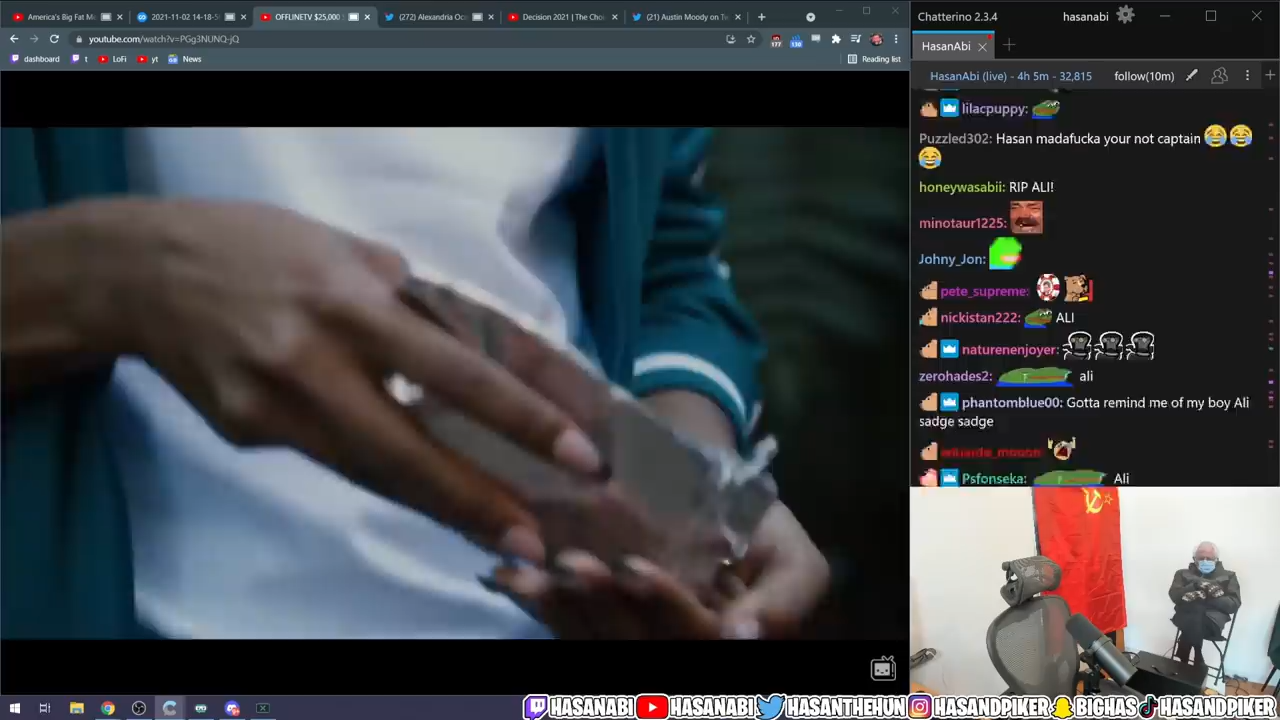 America's Big Fat M
2021-11-02 14-18-5
OFFLINETV $25,000
(272) Alexandria Oc
Decision 2021 | The Cho
(21) Austin Moody on Tw
youtube.com/watch?v=PGg3NUNQ-jQ
177
130
dashboard
t
LoFi
yt
News
Reading list
Chatterino 2.3.4
hasanabi
HasanAbi
HasanAbi (live) - 4h 5m - 32,815
follow(10m)
lilacpuppy:
Puzzled302: Hasan madafucka your not captain
honeywasabii: RIP ALI!
minotaur1225:
Johny_Jon:
pete_supreme:
nickistan222: ALI
naturenenjoyer:
zerohades2: ali
phantomblue00: Gotta remind me of my boy Ali
sadge sadge
Psfonseka: Ali
HASANABI
HASANABI
HASANTHEHUN
HASANDPIKER
BIGHAS
HASANDPIKER